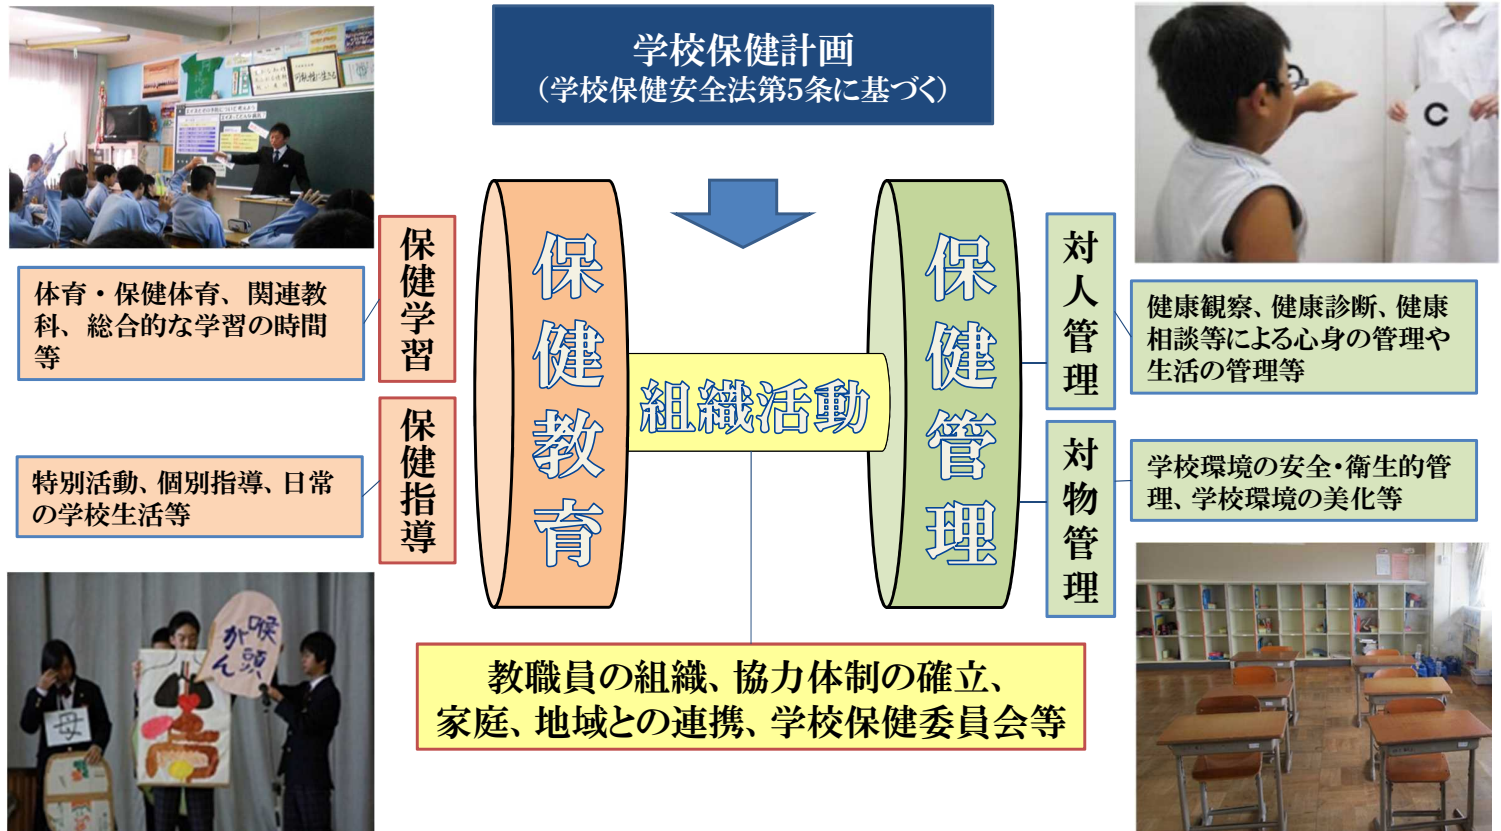 学校保健計画
（学校保健安全法第5条に基づく）
C
保健学習
保健教育
保健管理
対人管理
体育・保健体育、関連教
科、総合的な学習の時間
等
健康観察、健康診断、健康
相談等による心身の管理や
生活の管理等
組織活動
保健指導
対物管理
特別活動、個別指導、日常
の学校生活等
学校環境の安全・衛生的管
理、学校環境の美化等
喉頭
がん
母
教職員の組織、協力体制の確立、
家庭、地域との連携、学校保健委員会等